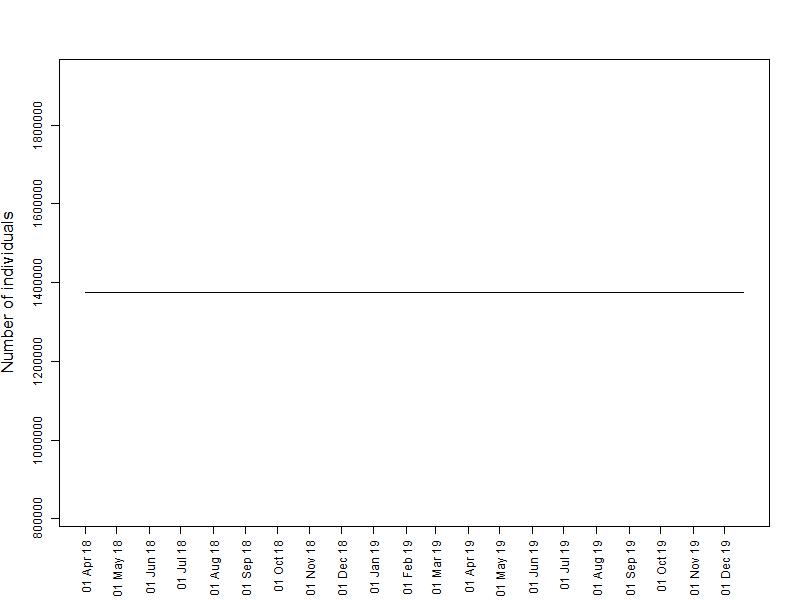 Number of individuals
1800000
1600000
1400000
1200000
1000000
800000
01 Apr 18
01 May 18
01 Jun 18
01 Jul 18
01 Aug 18
01 Sep 18
01 Oct 18
01 Nov 18
01 Dec 18
01 Jan 19
01 Feb 19
01 Mar 19
01 Apr 19
01 May 19
01 Jun 19
01 Jul 19
01 Aug 19
01 Sep 19
01 Oct 19
01 Nov 19
01 Dec 19